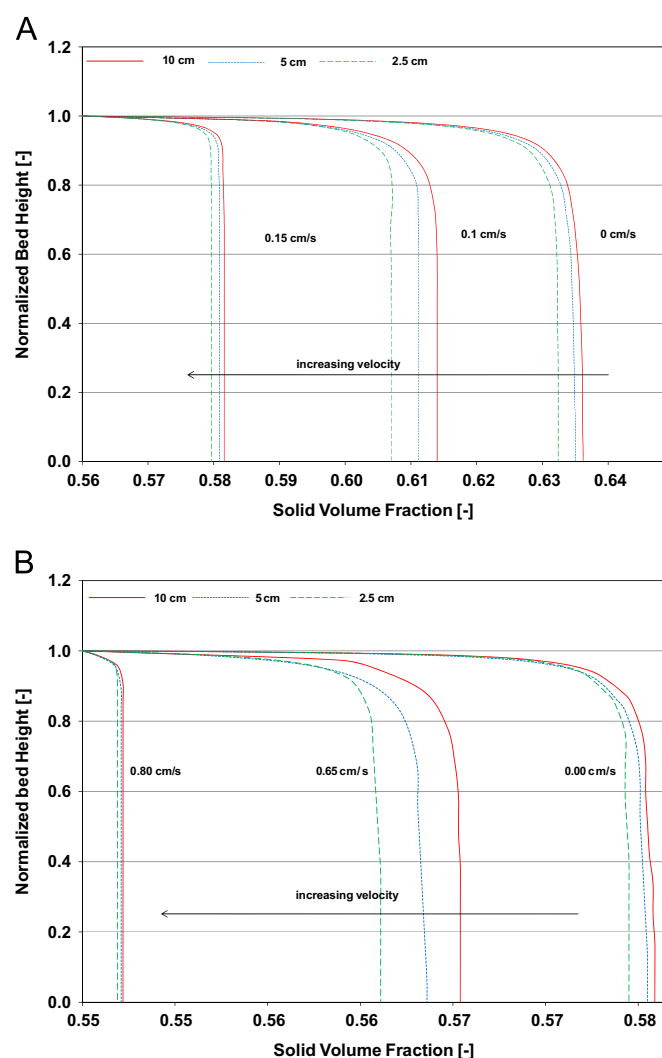 A
1.2
10 cm 5 cm 2.5 cm
1.0
0.8
0.6
0.15 cm/s 0.1 cm/s 0 cm/s
0.4
increasing velocity
0.2
0.0
0.56 0.57 0.58 0.59 0.60 0.61 0.62 0.63 0.64
Solid Volume Fraction [-]
Normalized Bed Height [-]
B
1.2
10 cm 5 cm 2.5 cm
1.0
0.8
0.80 cm/s 0.65 cm/s 0.00 cm/s
0.6
0.4
increasing velocity
0.2
0.0
0.55 0.55 0.56 0.56 0.57 0.57 0.58
Solid Volume Fraction [-]
Normalized bed Height [-]